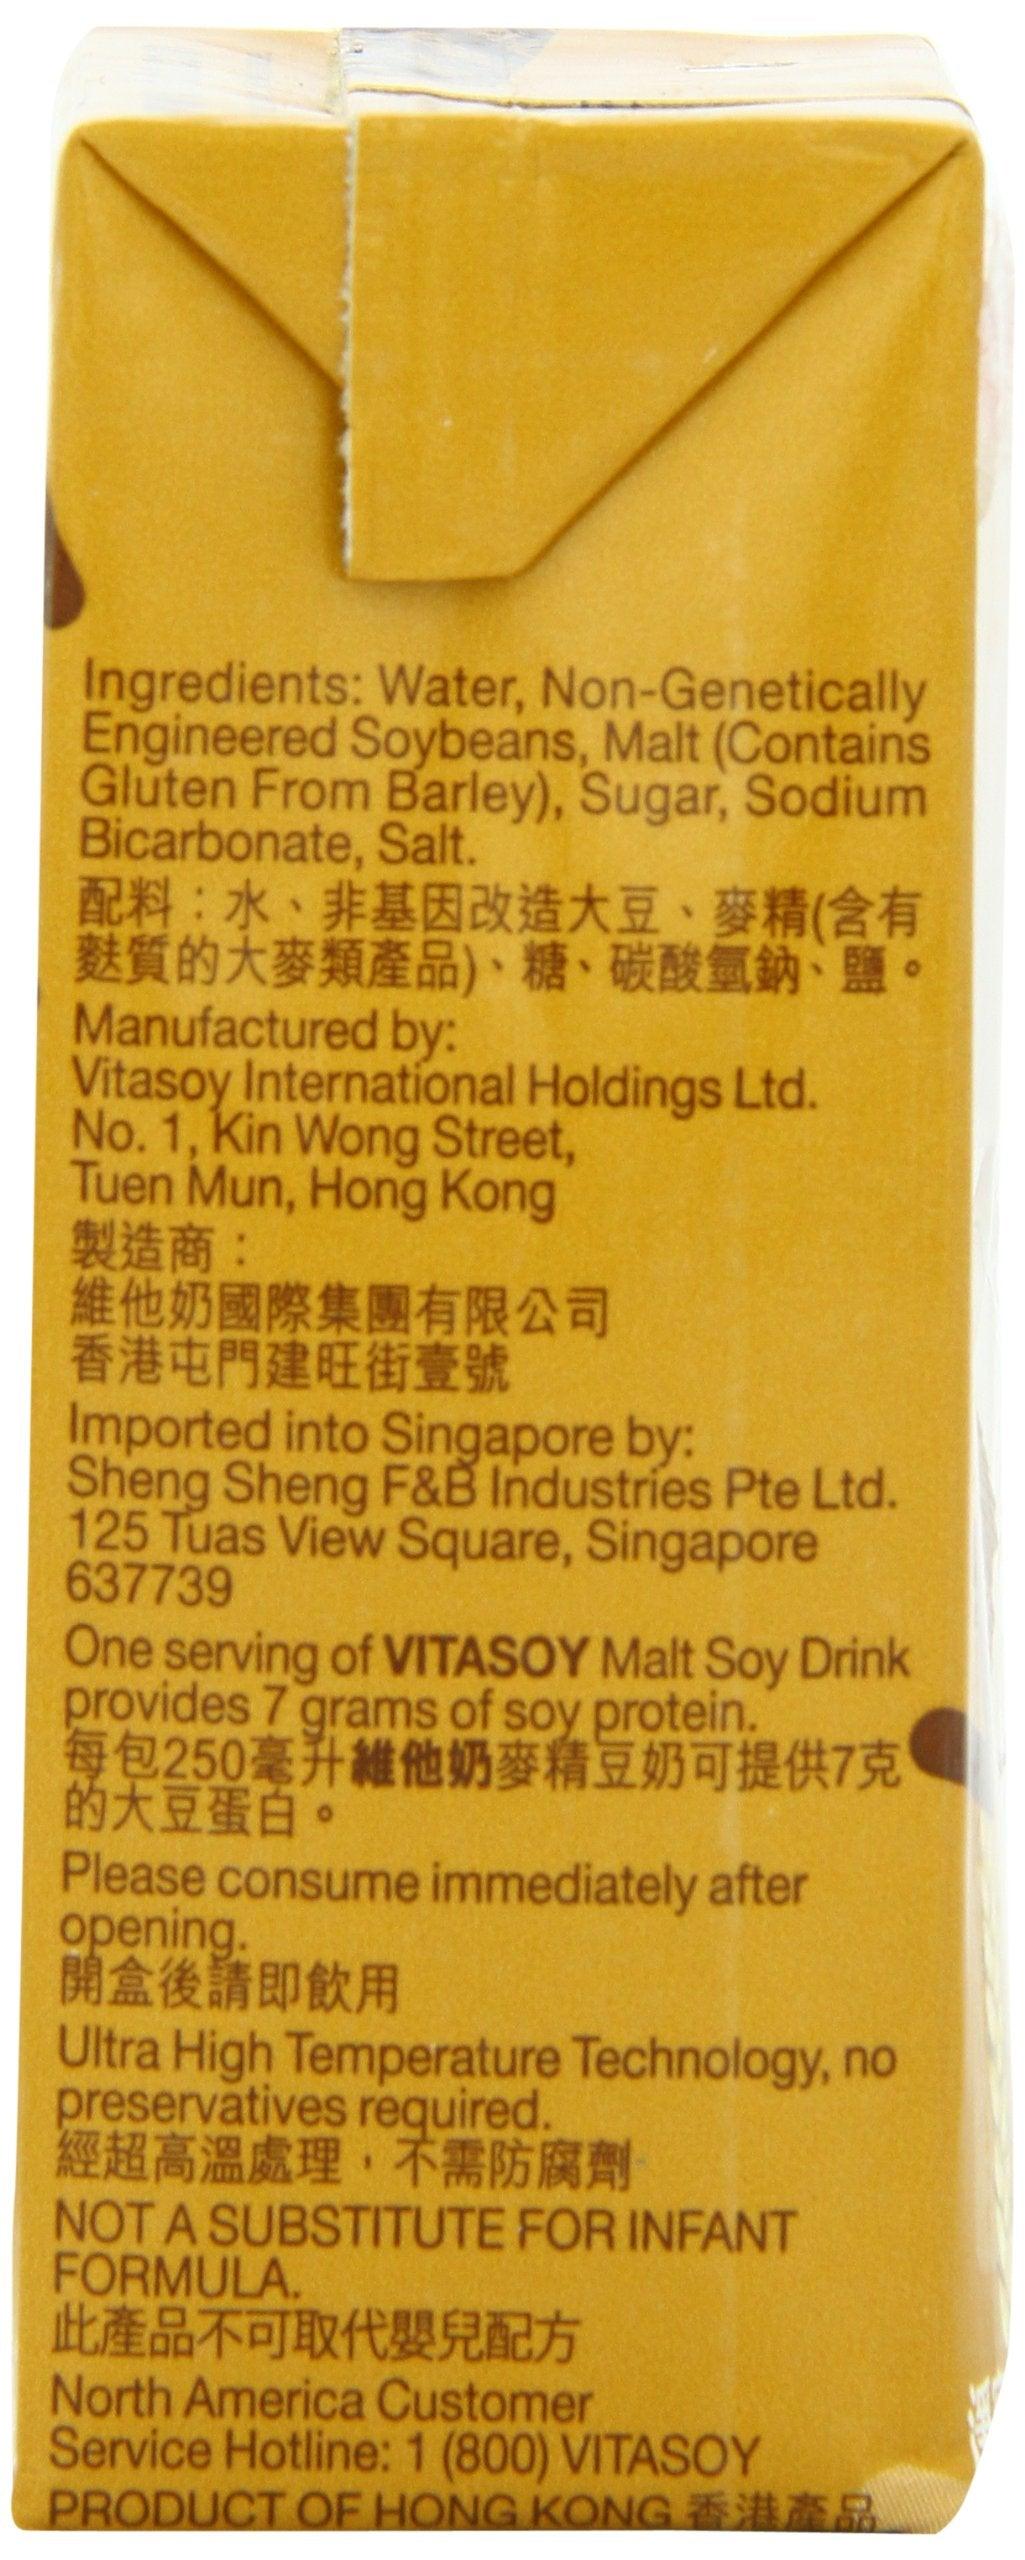 Ingredients: Water, Non-Genetically
Engineered Soybeans, Malt (Contains
Gluten From Barley), Sugar, Sodium
Bicarbonate, Salt.
配料：水、非基因改造大豆、麥精(含有
麩質的大麥類產品)、糖、碳酸氫鈉、鹽。
Manufactured by:
Vitasoy International Holdings Ltd.
No. 1, Kin Wong Street,
Tuen Mun, Hong Kong
製造商：
維他奶國際集團有限公司
香港屯門建旺街壹號
Imported into Singapore by:
Sheng Sheng F&B Industries Pte Ltd.
125 Tuas View Square, Singapore
637739
One serving of VITASOY Malt Soy Drink
provides 7 grams of soy protein.
每包250毫升維他奶麥精豆奶可提供7克
的大豆蛋白。
Please consume immediately after
opening.
開盒後請即飲用
Ultra High Temperature Technology, no
preservatives required.
經超高溫處理，不需防腐劑
NOT A SUBSTITUTE FOR INFANT
FORMULA.
此產品不可取代嬰兒配方
North America Customer
Service Hotline: 1 (800) VITASOY
PRODUCT OF HONG KONG 香港產品